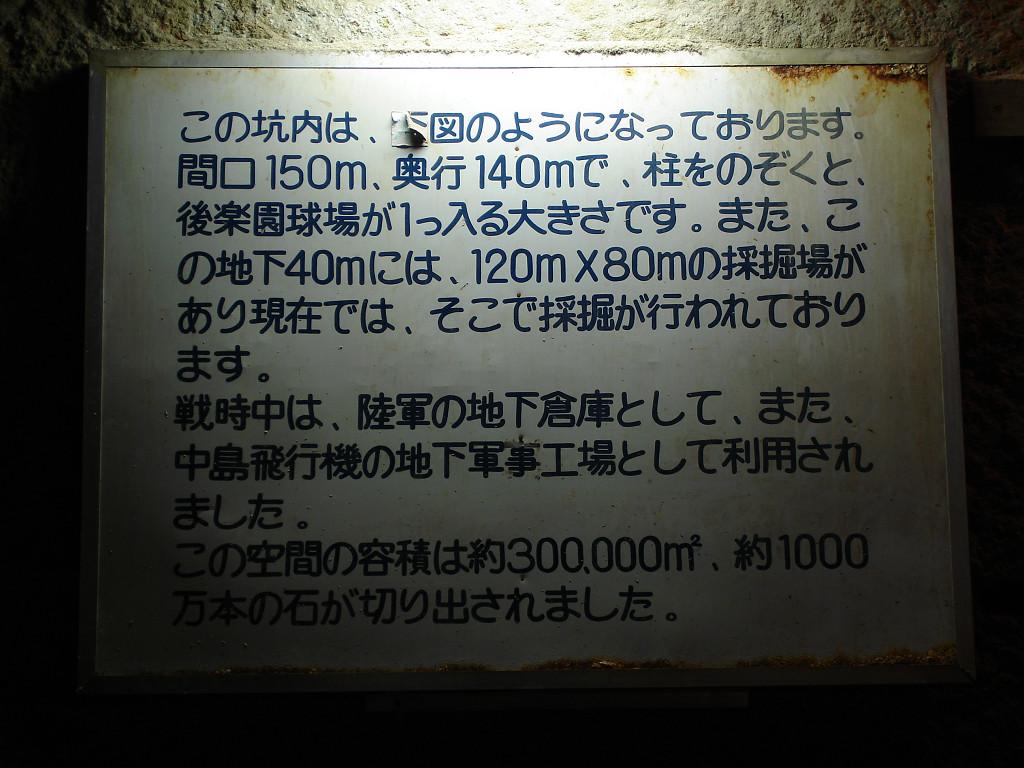 この坑内は、図のようになっております。
間口150m、奥行140mで、柱をのぞくと、
後楽園球場が1っ入る大きさです。また、こ
の地下40mには、120mX80mの採掘場が
あり現在では、そこで採掘が行われており
ます。
戦時中は、陸軍の地下倉庫として、また、
中島飛行機の地下軍事工場として利用され
ました。
この空間の容積は約300,000m²、約1000
万本の石が切り出されました。